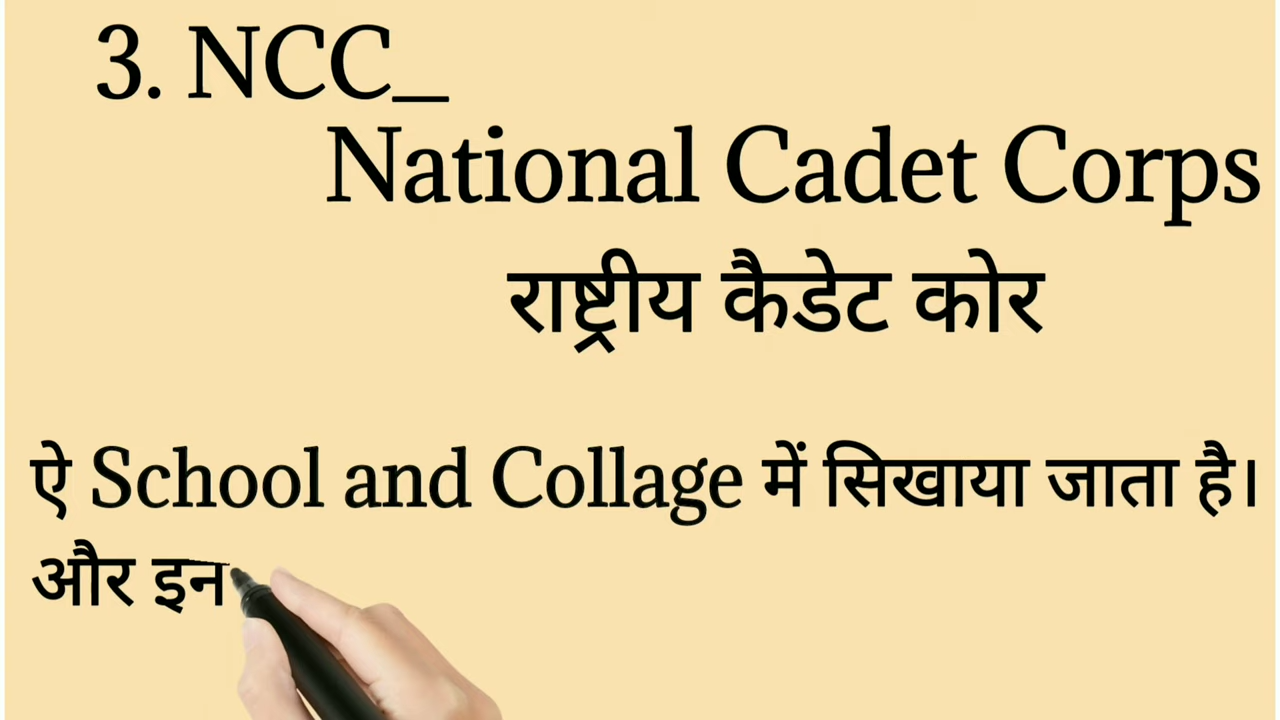 3. NCC_
National Cadet Corps
राष्ट्रीय कैडेट कोर
ऐ School and Collage में सिखाया जाता है।
और इन